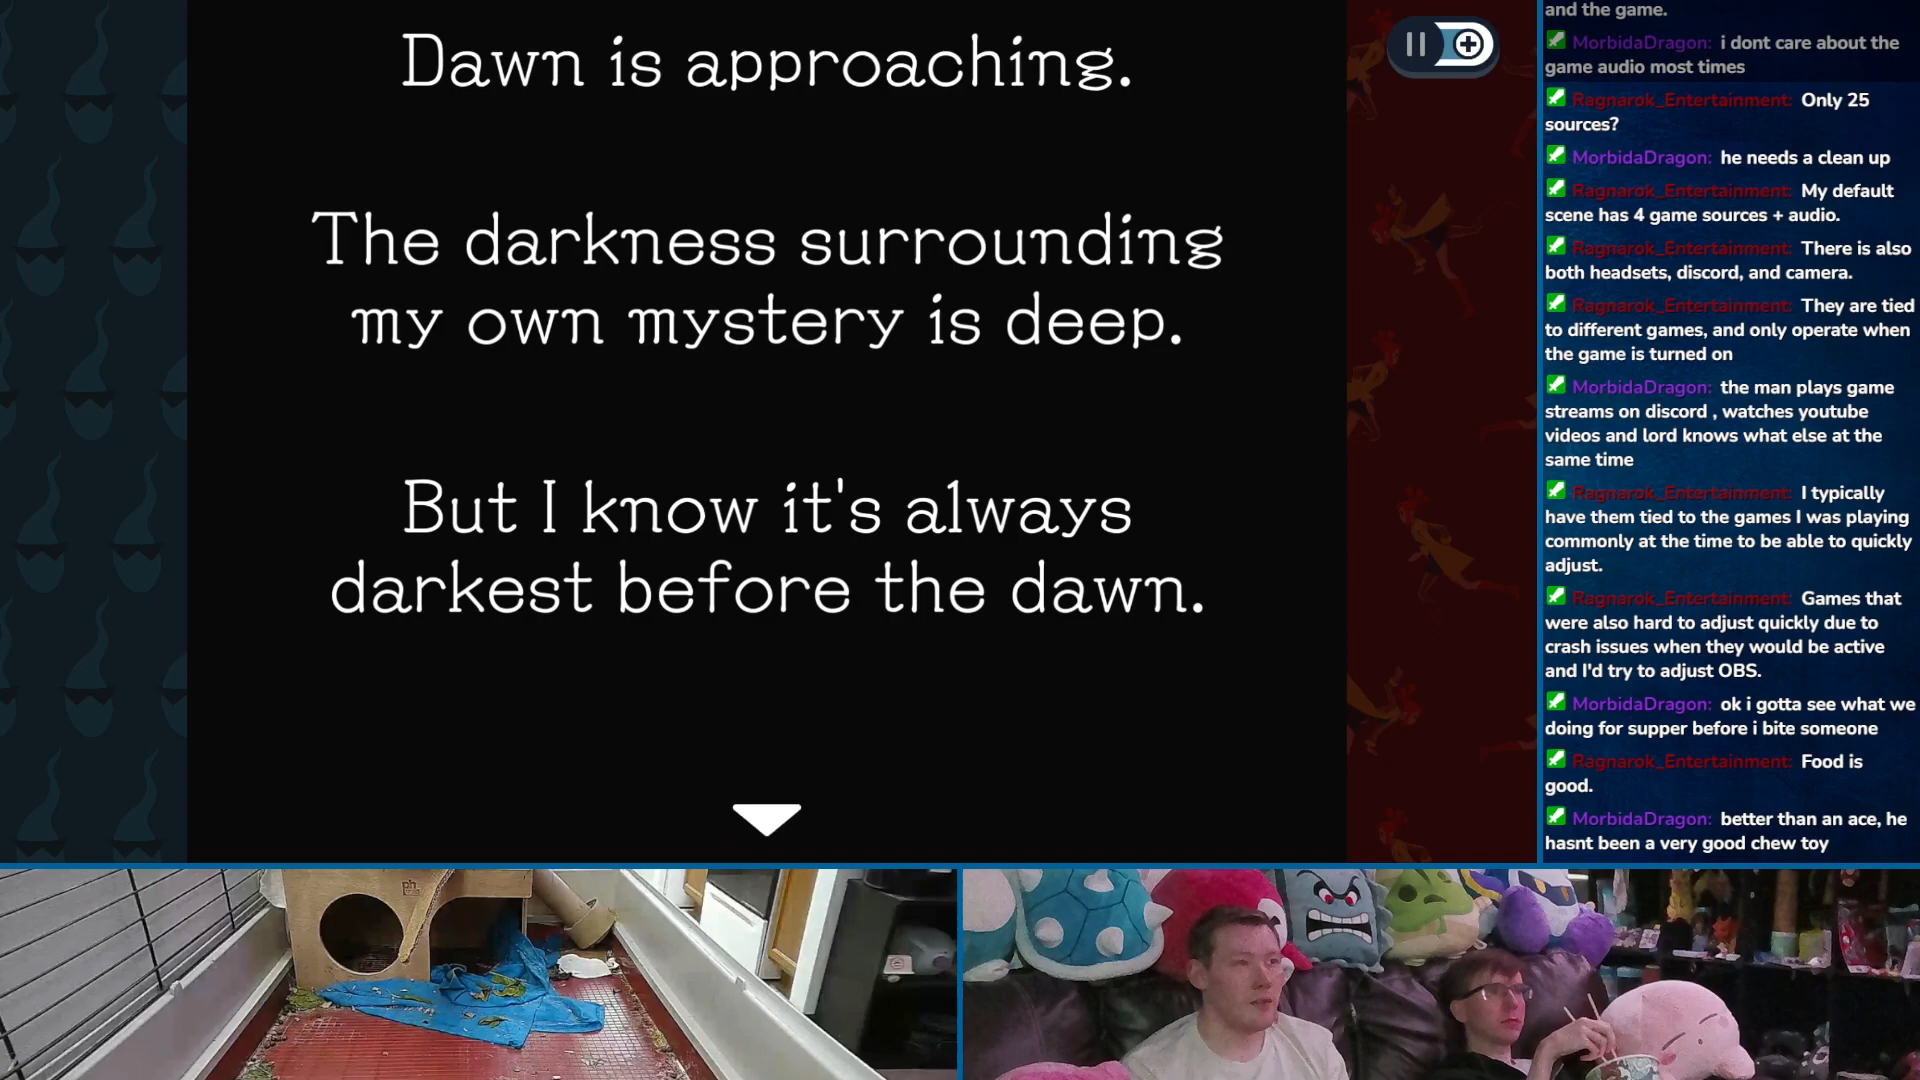 Dawn is approaching.
The darkness surrounding
my own mystery is deep.
But I know it's always
darkest before the dawn.
and the game.
MorbidaDragon: i dont care about the
game audio most times
Ragnarok_Entertainment: Only 25
sources?
MorbidaDragon: he needs a clean up
Ragnarok_Entertainment: My default
scene has 4 game sources + audio.
Ragnarok_Entertainment: There is also
both headsets, discord, and camera.
Ragnarok_Entertainment: They are tied
to different games, and only operate when
the game is turned on
MorbidaDragon: the man plays game
streams on discord , watches youtube
videos and lord knows what else at the
same time
Ragnarok_Entertainment: I typically
have them tied to the games I was playing
commonly at the time to be able to quickly
adjust.
Ragnarok_Entertainment: Games that
were also hard to adjust quickly due to
crash issues when they would be active
and I'd try to adjust OBS.
MorbidaDragon: ok i gotta see what we
doing for supper before i bite someone
Ragnarok_Entertainment: Food is
good.
MorbidaDragon: better than an ace, he
hasnt been a very good chew toy
ph